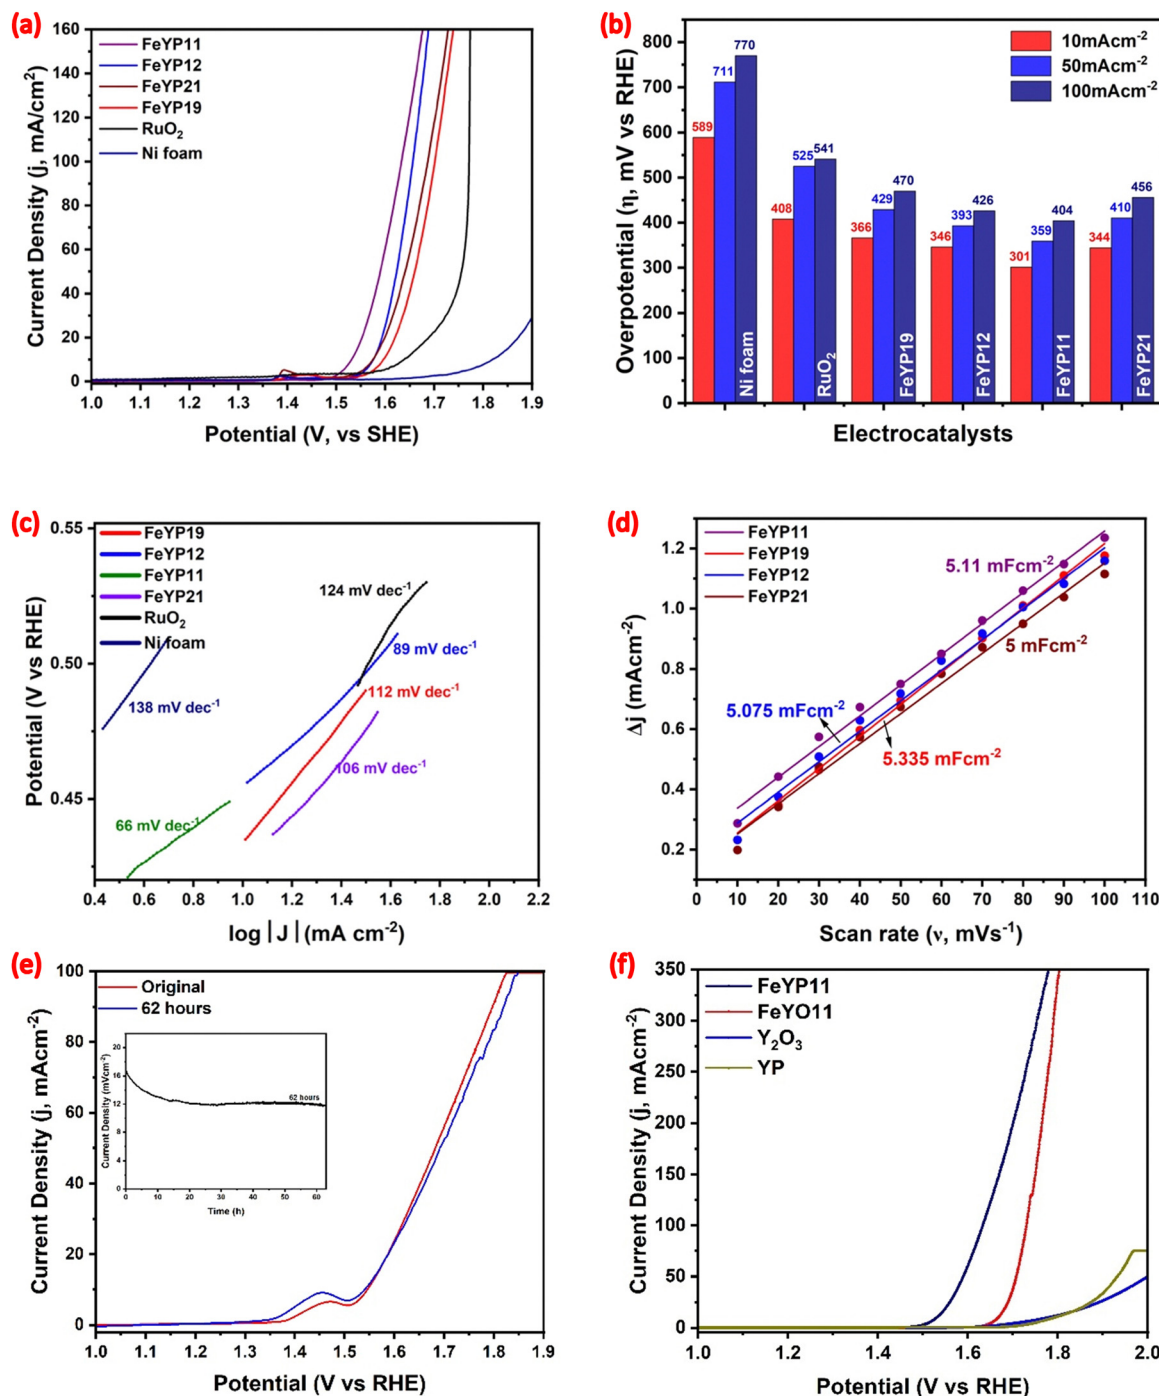 (a)
160
140
120
100
80
60
40
20
0
Current Density (j, mA/cm²)
FeYP11
FeYP12
FeYP21
FeYP19
RuO₂
Ni foam
1.0 1.1 1.2 1.3 1.4 1.5 1.6 1.7 1.8 1.9
Potential (V, vs SHE)
(b)
800
700
600
500
400
300
200
100
0
Overpotential (η, mV vs RHE)
10mAcm⁻²
50mAcm⁻²
100mAcm⁻²
589 711 770
408 525 541
366 429 470
346 393 426
301 359 404
344 410 456
Ni foam
RuO₂
FeYP19
FeYP12
FeYP11
FeYP21
Electrocatalysts
(c)
0.55
0.50
0.45
Potential (V vs RHE)
FeYP19
FeYP12
FeYP11
FeYP21
RuO₂
Ni foam
124 mV dec⁻¹
89 mV dec⁻¹
112 mV dec⁻¹
138 mV dec⁻¹
106 mV dec⁻¹
66 mV dec⁻¹
0.4 0.6 0.8 1.0 1.2 1.4 1.6 1.8 2.0 2.2
log |J| (mA cm⁻²)
(d)
1.2
1.0
0.8
0.6
0.4
0.2
Δj (mAcm⁻²)
FeYP11
FeYP19
FeYP12
FeYP21
5.11 mFcm⁻²
5 mFcm⁻²
5.075 mFcm⁻²
5.335 mFcm⁻²
0 10 20 30 40 50 60 70 80 90 100 110
Scan rate (ν, mVs⁻¹)
(e)
100
80
60
40
20
0
Current Density (j, mAcm⁻²)
Original
62 hours
20
16
12
8
4
0
Current Density (mVcm⁻²)
62 hours
0 10 20 30 40 50 60
Time (h)
1.0 1.1 1.2 1.3 1.4 1.5 1.6 1.7 1.8 1.9
Potential (V vs RHE)
(f)
350
300
250
200
150
100
50
0
Current Density (j, mAcm⁻²)
FeYP11
FeYO11
Y₂O₃
YP
1.0 1.2 1.4 1.6 1.8 2.0
Potential (V vs RHE)